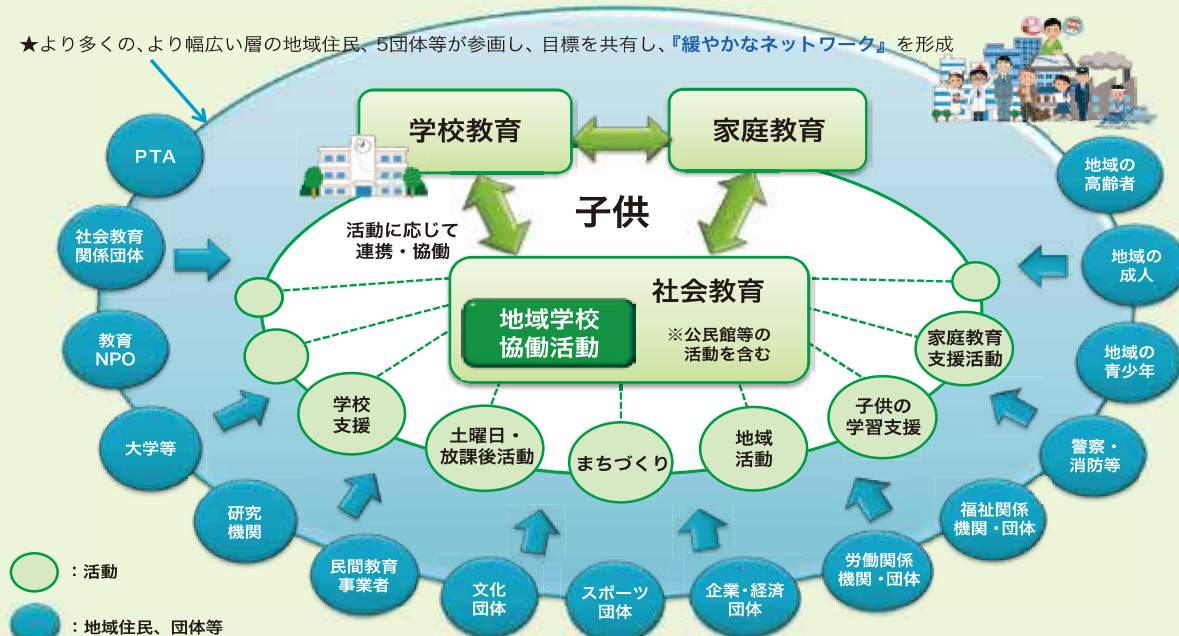 ★より多くの、より幅広い層の地域住民、5団体等が参画し、目標を共有し、『緩やかなネットワーク』を形成
学校教育
家庭教育
子供
活動に応じて
連携・協働
社会教育
地域学校
協働活動
※公民館等の
活動を含む
PTA
社会教育
関係団体
教育
NPO
大学等
研究
機関
民間教育
事業者
文化
団体
スポーツ
団体
企業・経済
団体
労働関係
機関・団体
福祉関係
機関・団体
警察・
消防等
地域の
青少年
地域の
成人
地域の
高齢者
学校
支援
土曜日・
放課後活動
まちづくり
地域
活動
子供の
学習支援
家庭教育
支援活動
：活動
：地域住民、団体等